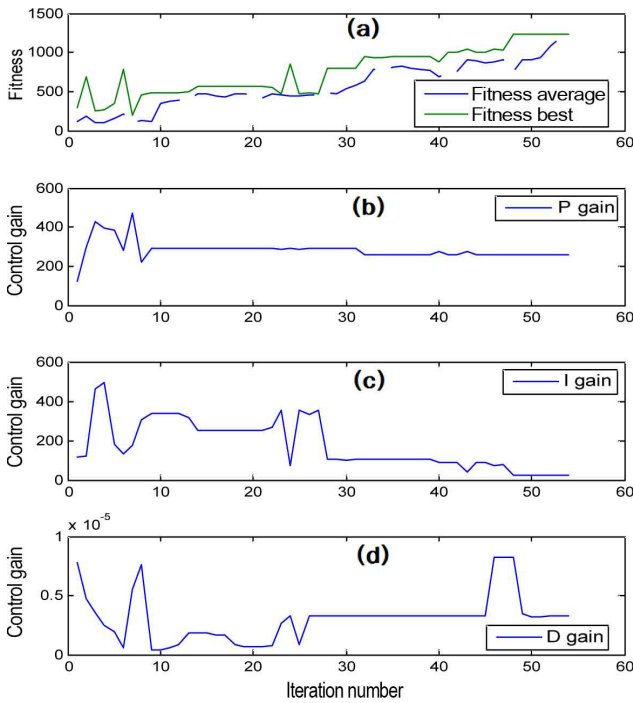 (a)
1500
1000
500
0
Fitness
Fitness average
Fitness best
0 10 20 30 40 50 60
(b)
600
400
200
0
Control gain
P gain
0 10 20 30 40 50 60
(c)
600
400
200
0
Control gain
I gain
0 10 20 30 40 50 60
x 10^-5
(d)
1
0.5
0
Control gain
D gain
0 10 20 30 40 50 60
Iteration number